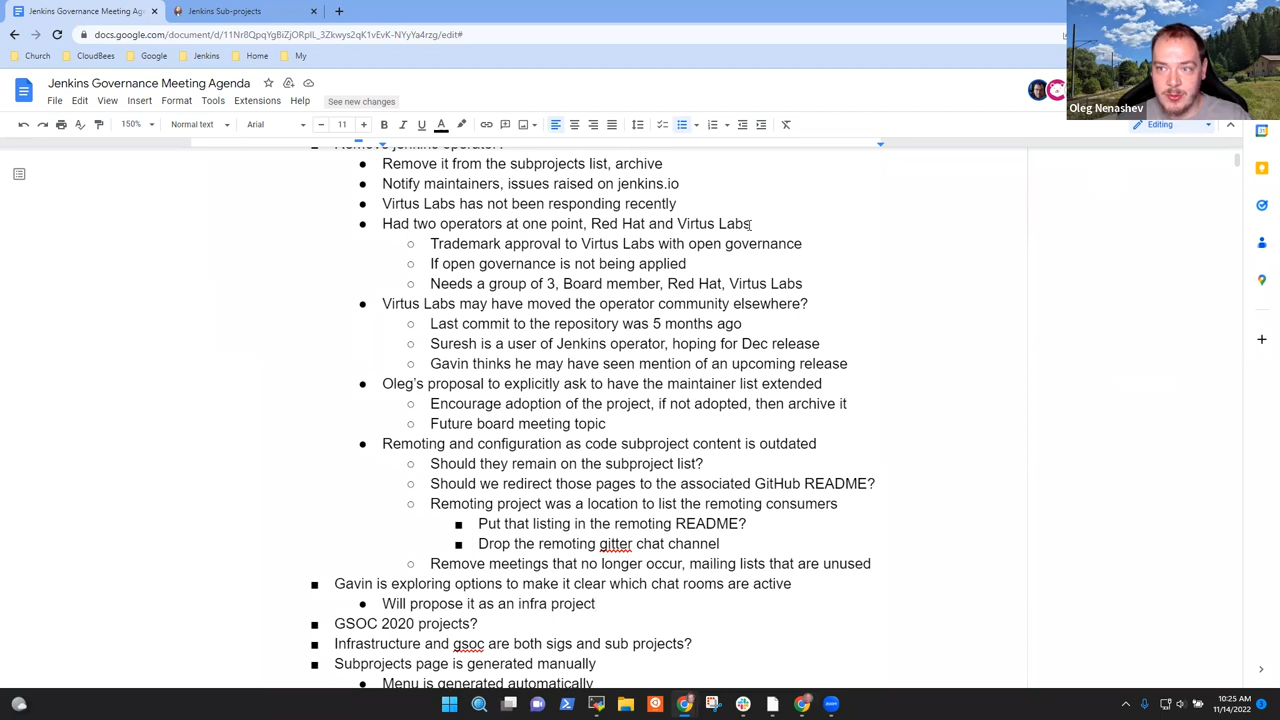 Jenkins Governance Meeting Age
Jenkins Sub-projects
docs.google.com/document/d/11Nr8QpqYgBiZjORpIL_3Zkwys2qK1vEvK-NYyYa4rzg/edit#
Church
CloudBees
Google
Jenkins
Home
My
Jenkins Governance Meeting Agenda
File Edit View Insert Format Tools Extensions Help See new changes
Oleg Nenashev
150% Normal text Arial 11 Editing
Remove jenkins operator?
Remove it from the subprojects list, archive
Notify maintainers, issues raised on jenkins.io
Virtus Labs has not been responding recently
Had two operators at one point, Red Hat and Virtus Labs
Trademark approval to Virtus Labs with open governance
If open governance is not being applied
Needs a group of 3, Board member, Red Hat, Virtus Labs
Virtus Labs may have moved the operator community elsewhere?
Last commit to the repository was 5 months ago
Suresh is a user of Jenkins operator, hoping for Dec release
Gavin thinks he may have seen mention of an upcoming release
Oleg's proposal to explicitly ask to have the maintainer list extended
Encourage adoption of the project, if not adopted, then archive it
Future board meeting topic
Remoting and configuration as code subproject content is outdated
Should they remain on the subproject list?
Should we redirect those pages to the associated GitHub README?
Remoting project was a location to list the remoting consumers
Put that listing in the remoting README?
Drop the remoting gitter chat channel
Remove meetings that no longer occur, mailing lists that are unused
Gavin is exploring options to make it clear which chat rooms are active
Will propose it as an infra project
GSOC 2020 projects?
Infrastructure and gsoc are both sigs and sub projects?
Subprojects page is generated manually
Menu is generated automatically
10:25 AM
11/14/2022